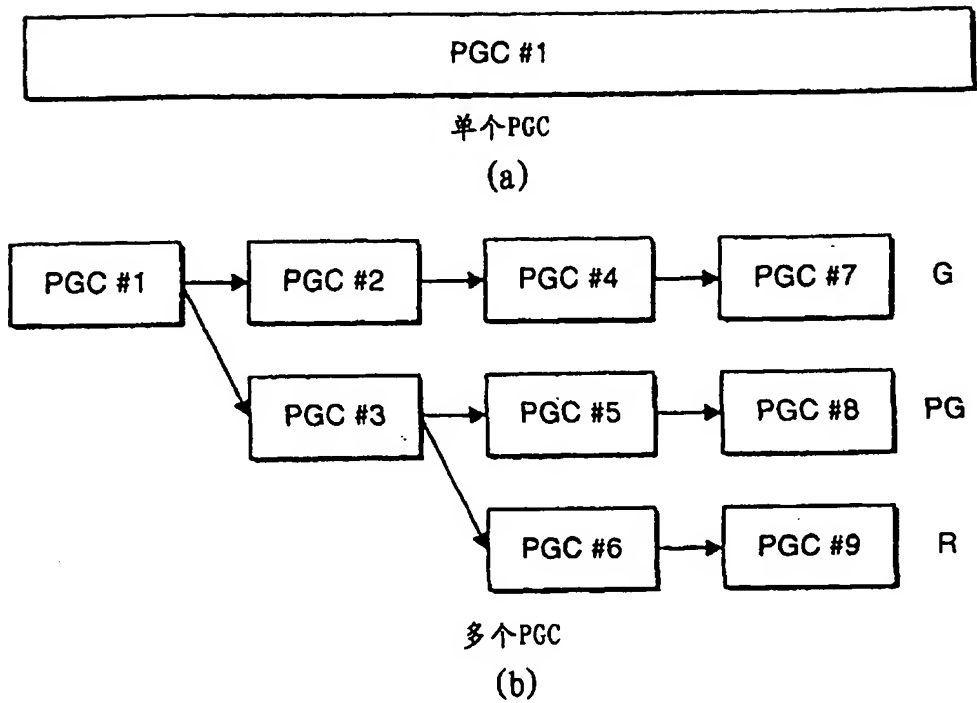 PGC #1
单个PGC
(a)
PGC #1 PGC #2 PGC #4 PGC #7 G
PGC #3 PGC #5 PGC #8 PG
PGC #6 PGC #9 R
多个PGC
(b)